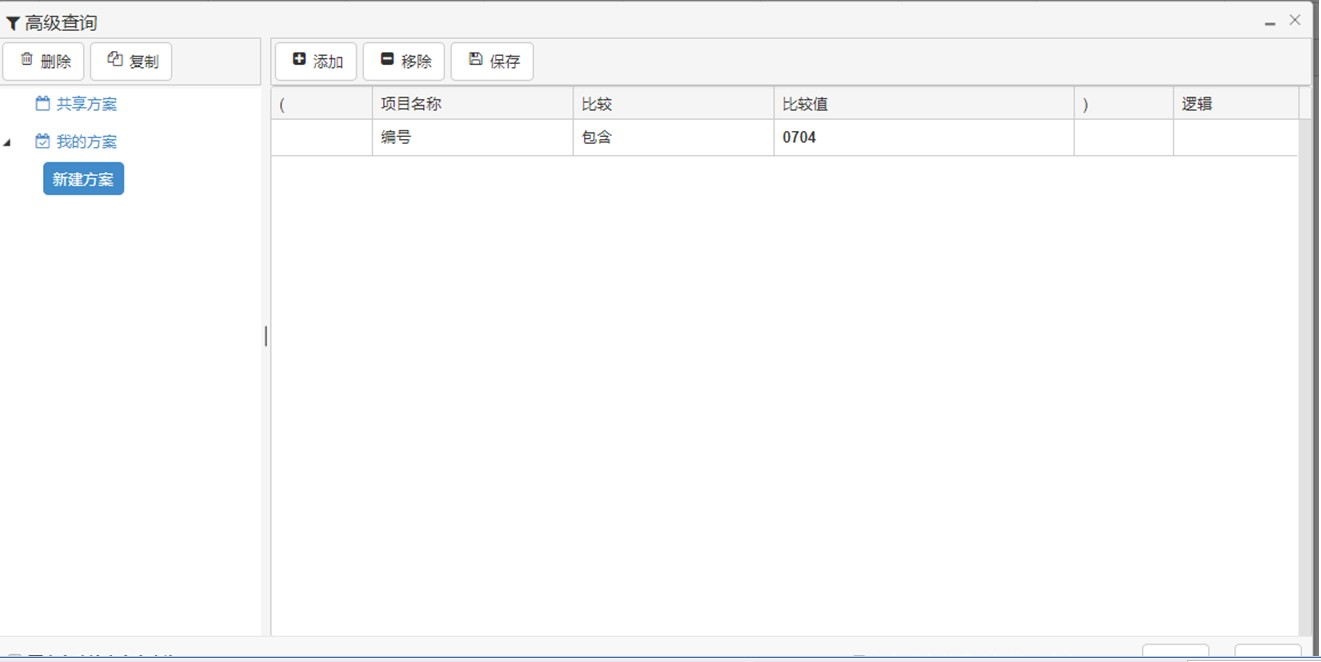 高级查询
删除 复制
添加 移除 保存
共享方案
我的方案
新建方案
( 项目名称 比较 比较值 ) 逻辑
编号 包含 0704